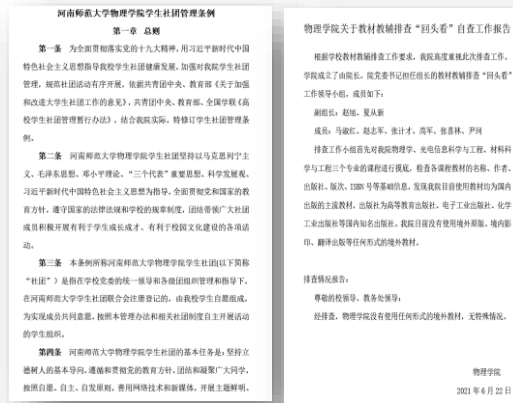 河南师范大学物理学院学生社团管理条例
第一章 总则
第一条 为全面贯彻落实党的十九大精神，用习近平新时代中国
特色社会主义思想指导我校学生社团健康发展，加强对我院学生社团
管理，规范社团活动有序开展，依据共青团中央、教育部《关于加强
和改进大学生社团工作的意见》，共青团中央、教育部、全国学联《高
校学生社团管理暂行办法》，结合我院实际，特修订学生社团管理条
例。
第二条 河南师范大学物理学院学生社团坚持以马克思列宁主
义、毛泽东思想、邓小平理论、“三个代表”重要思想、科学发展观、
习近平新时代中国特色社会主义思想为指导，全面贯彻党和国家的教
育方针，遵守国家的法律法规和学校的规章制度，团结带领广大社团
成员积极开展有利于学生成长成才、有利于校园文化建设的各项活
动。
第三条 本条例所称河南师范大学物理学院学生社团(以下简称
“社团”）是指在学校党委的统一领导和各级团组织管理和指导下，
在河南师范大学学生社团联合会注册登记的，由我校学生自愿组成，
为实现成员共同意愿，按照本管理办法和相关社团制度自主开展活动
的学生组织。
第四条 河南师范大学物理学院学生社团的基本任务是：坚持立
德树人的基本导向，遵循和贯彻党的教育方针，团结和凝聚广大同学，
按照自愿、自主、自发原则，善用网络技术和新媒体，开展主题鲜明、
物理学院关于教材教辅排查“回头看”自查工作报告
根据学校教材教辅排查工作要求，我院高度重视此次排查工作，
学院成立了由院长、院党委书记担任组长的教材教辅排查“回头看”
工作领导小组，成员如下：
副组长：赵旭、夏从新
成员：马淑红、赵志军、张计才、尚军、张喜林、尹珂
排查工作小组首先对我院物理学、光电信息科学与工程、材料科
学与工程三个专业的课程进行摸底，检查各课程教材的名称、作者、
出版社、版次、ISBN 号等基础信息，发现我院目前使用教材均为国内
出版的主流教材，出版社为高等教育出版社、电子工业出版社、化学
工业出版社等国内知名出版社。我院目前没有使用境外原版、境内影
印、翻译出版等任何形式的境外教材。
排查情况报告：
尊敬的校领导、教务处领导：
经排查，物理学院没有使用任何形式的境外教材，无特殊情况。
物理学院
2021 年 6 月 22 日